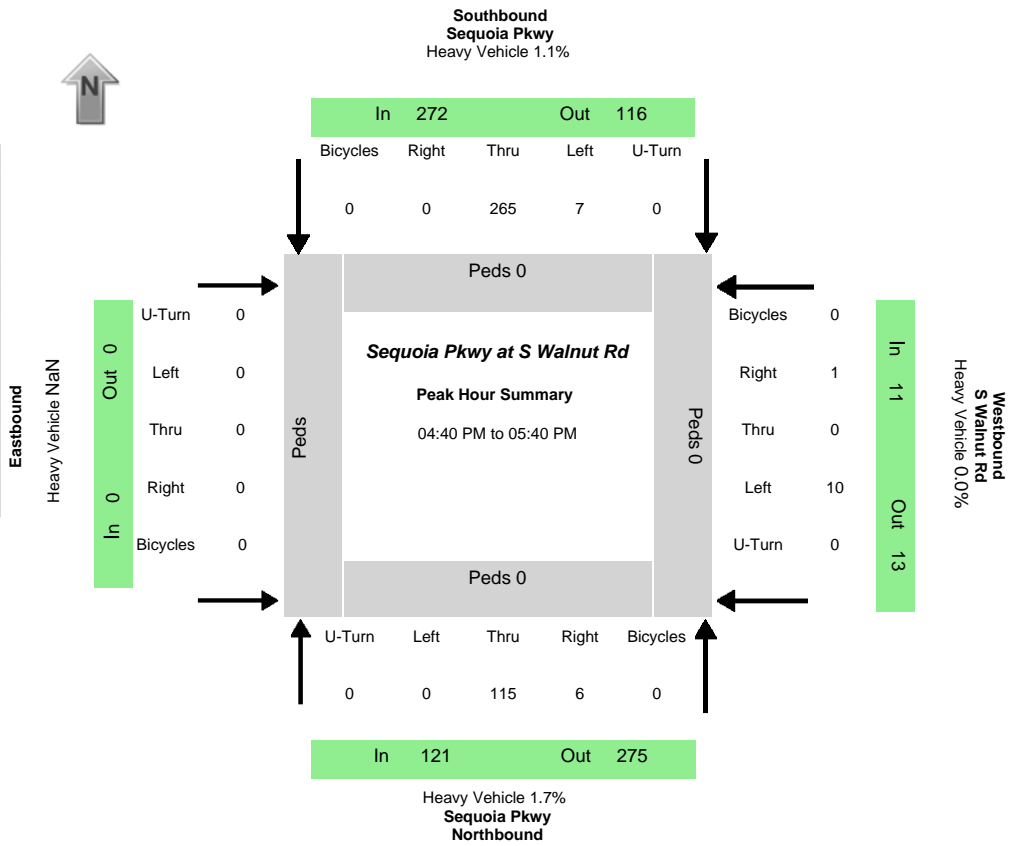 Southbound
Sequoia Pkwy
Heavy Vehicle 1.1%
N
In 272 Out 116
Bicycles Right Thru Left U-Turn
0 0 265 7 0
Peds 0
Eastbound
Heavy Vehicle NaN
In 0 Out 0
U-Turn 0
Left 0
Thru 0
Right 0
Bicycles 0
Peds
Sequoia Pkwy at S Walnut Rd
Peak Hour Summary
04:40 PM to 05:40 PM
Peds 0
Bicycles 0
Right 1
Thru 0
Left 10
U-Turn 0
In 11 Out 13
Westbound
S Walnut Rd
Heavy Vehicle 0.0%
Peds 0
U-Turn Left Thru Right Bicycles
0 0 115 6 0
In 121 Out 275
Heavy Vehicle 1.7%
Sequoia Pkwy
Northbound